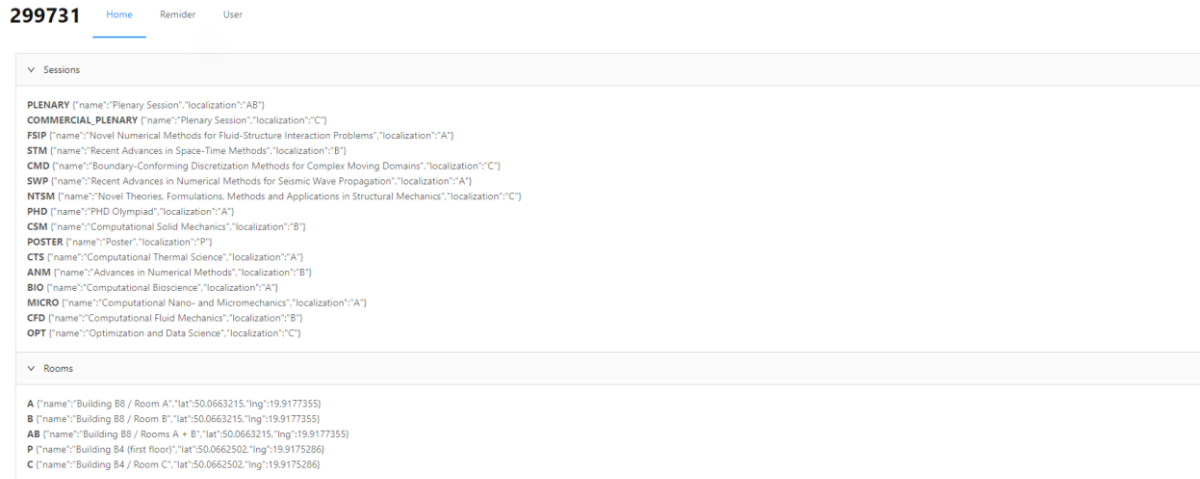 299731 Home Remider User
Sessions
PLENARY {"name":"Plenary Session","localization":"AB"}
COMMERCIAL_PLENARY {"name":"Plenary Session","localization":"C"}
FSIP {"name":"Novel Numerical Methods for Fluid-Structure Interaction Problems","localization":"A"}
STM {"name":"Recent Advances in Space-Time Methods","localization":"B"}
CMD {"name":"Boundary-Conforming Discretization Methods for Complex Moving Domains","localization":"C"}
SWP {"name":"Recent Advances in Numerical Methods for Seismic Wave Propagation","localization":"A"}
NTSM {"name":"Novel Theories, Formulations, Methods and Applications in Structural Mechanics","localization":"C"}
PHD {"name":"PHD Olympiad","localization":"A"}
CSM {"name":"Computational Solid Mechanics","localization":"B"}
POSTER {"name":"Poster","localization":"P"}
CTS {"name":"Computational Thermal Science","localization":"A"}
ANM {"name":"Advances in Numerical Methods","localization":"B"}
BIO {"name":"Computational Bioscience","localization":"A"}
MICRO {"name":"Computational Nano- and Micromechanics","localization":"A"}
CFD {"name":"Computational Fluid Mechanics","localization":"B"}
OPT {"name":"Optimization and Data Science","localization":"C"}
Rooms
A {"name":"Building B8 / Room A","lat":50.0663215,"lng":19.9177355}
B {"name":"Building B8 / Room B","lat":50.0663215,"lng":19.9177355}
AB {"name":"Building B8 / Rooms A + B","lat":50.0663215,"lng":19.9177355}
P {"name":"Building B4 (first floor)","lat":50.0662502,"lng":19.9175286}
C {"name":"Building B4 / Room C","lat":50.0662502,"lng":19.9175286}